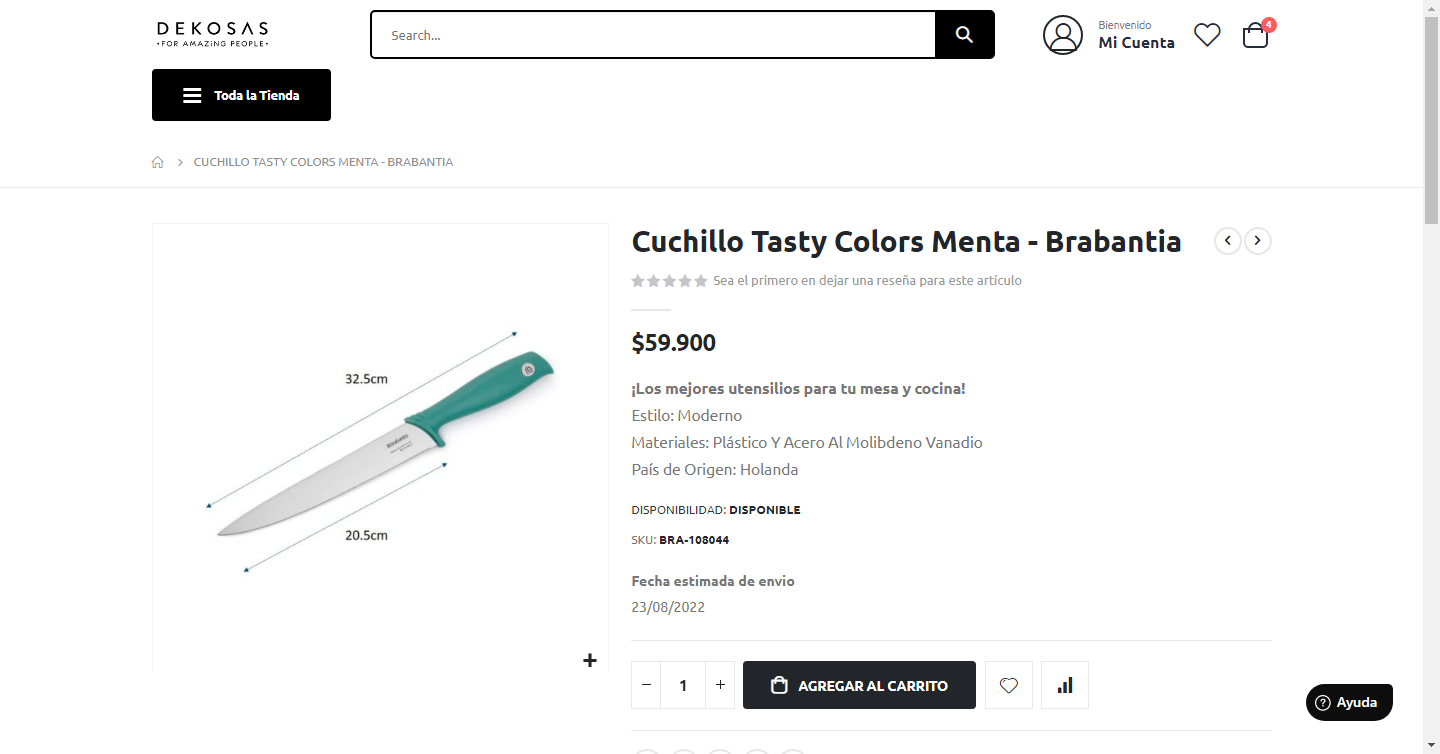 DEKOSAS
•FOR AMAZiNG PEOPLE•
Search...
Bienvenido
Mi Cuenta
4
Toda la Tienda
CUCHILLO TASTY COLORS MENTA - BRABANTIA
Cuchillo Tasty Colors Menta - Brabantia
Sea el primero en dejar una reseña para este artículo
$59.900
¡Los mejores utensilios para tu mesa y cocina!
Estilo: Moderno
Materiales: Plástico Y Acero Al Molibdeno Vanadio
País de Origen: Holanda
DISPONIBILIDAD: DISPONIBLE
SKU: BRA-108044
Fecha estimada de envio
23/08/2022
32.5cm
20.5cm
1
AGREGAR AL CARRITO
Ayuda